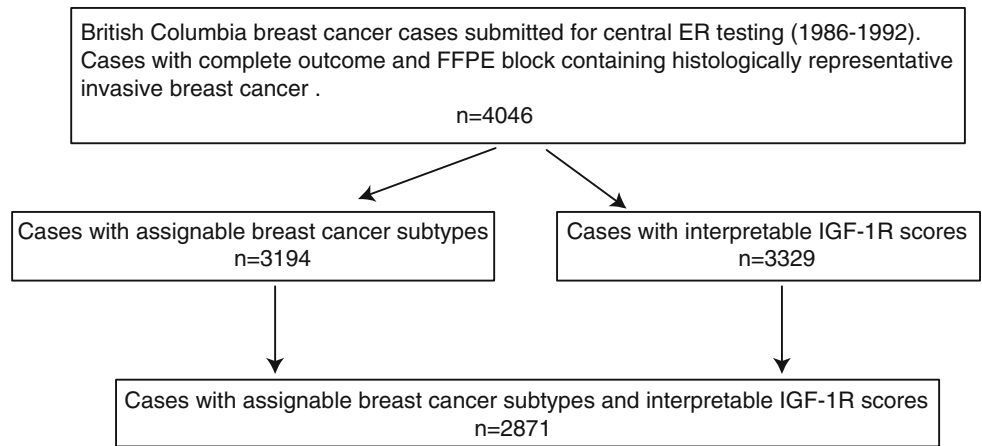 British Columbia breast cancer cases submitted for central ER testing (1986-1992).
Cases with complete outcome and FFPE block containing histologically representative
invasive breast cancer .
n=4046
Cases with assignable breast cancer subtypes
n=3194
Cases with interpretable IGF-1R scores
n=3329
Cases with assignable breast cancer subtypes and interpretable IGF-1R scores
n=2871